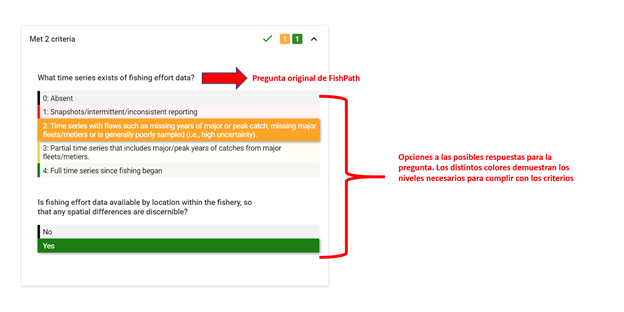 Met 2 criteria
1 1
What time series exists of fishing effort data?
Pregunta original de FishPath
0: Absent
1: Snapshots/intermittent/inconsistent reporting
2: Time series with flaws such as missing years of major or peak catch, missing major
fleets/metiers or is generally poorly sampled (i.e., high uncertainty).
3: Partial time series that includes major/peak years of catches from major
fleets/metiers.
4: Full time series since fishing began
Opciones a las posibles respuestas para la
pregunta. Los distintos colores demuestran los
niveles necesarios para cumplir con los criterios
Is fishing effort data available by location within the fishery, so
that any spatial differences are discernible?
No
Yes